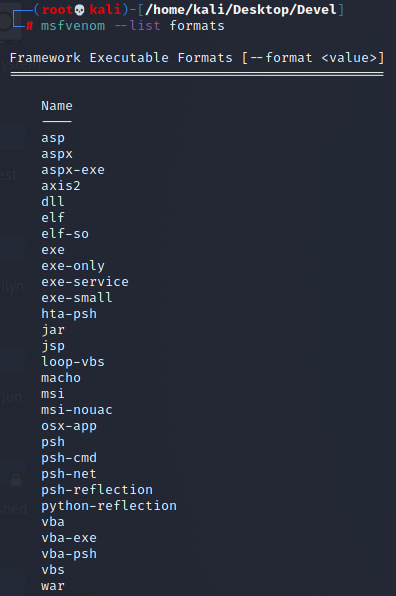 (root💀kali)-[/home/kali/Desktop/Devel]
# msfvenom --list formats
Framework Executable Formats [--format <value>]
===============================================
Name
----
asp
aspx
aspx-exe
axis2
dll
elf
elf-so
exe
exe-only
exe-service
exe-small
hta-psh
jar
jsp
loop-vbs
macho
msi
msi-nouac
osx-app
psh
psh-cmd
psh-net
psh-reflection
python-reflection
vba
vba-exe
vba-psh
vbs
war